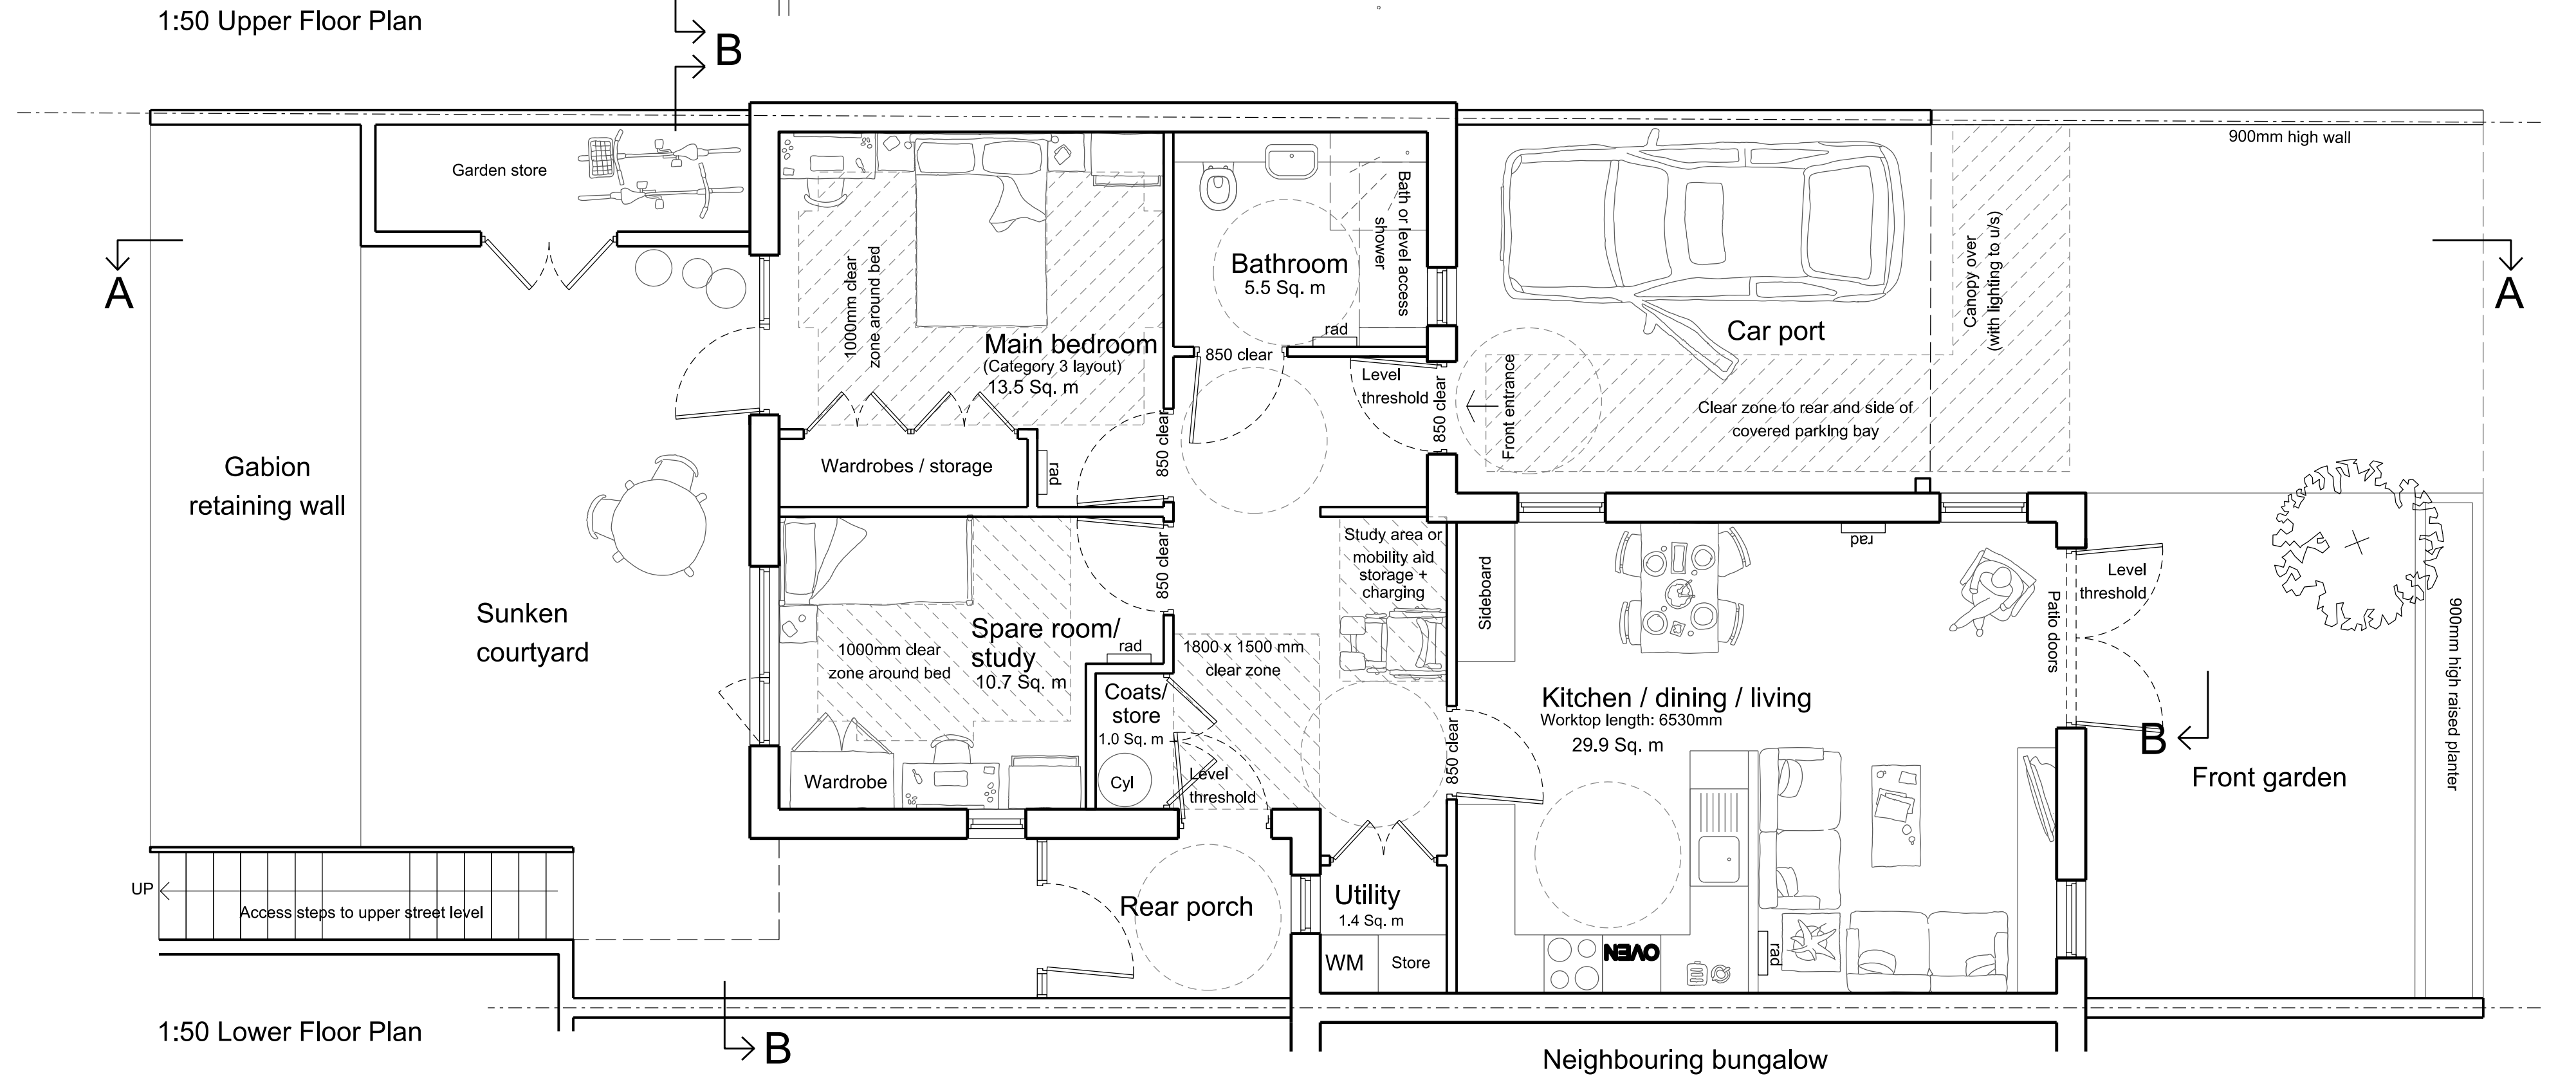 1:50 Upper Floor Plan
B
900mm high wall
Garden store
Bath or level access
shower
Canopy over
(with lighting to u/s)
A
A
1000mm clear
zone around bed
Bathroom
5.5 Sq. m
rad
Car port
Main bedroom
(Category 3 layout)
13.5 Sq. m
850 clear
Level
threshold
850 clear
Front entrance
Clear zone to rear and side of
covered parking bay
850 clear
Wardrobes / storage
rad
Gabion
retaining wall
Study area or
mobility aid
storage +
charging
rad
850 clear
Sideboard
Patio doors
Level
threshold
Sunken
courtyard
Spare room/
study
10.7 Sq. m
rad
1000mm clear
zone around bed
1800 x 1500 mm
clear zone
900mm high raised planter
Coats/
store
1.0 Sq. m
Kitchen / dining / living
Worktop length: 6530mm
29.9 Sq. m
850 clear
B
Front garden
Wardrobe
Cyl
Level
threshold
UP
Access steps to upper street level
Rear porch
Utility
1.4 Sq. m
WM
Store
OVEN
rad
1:50 Lower Floor Plan
B
Neighbouring bungalow